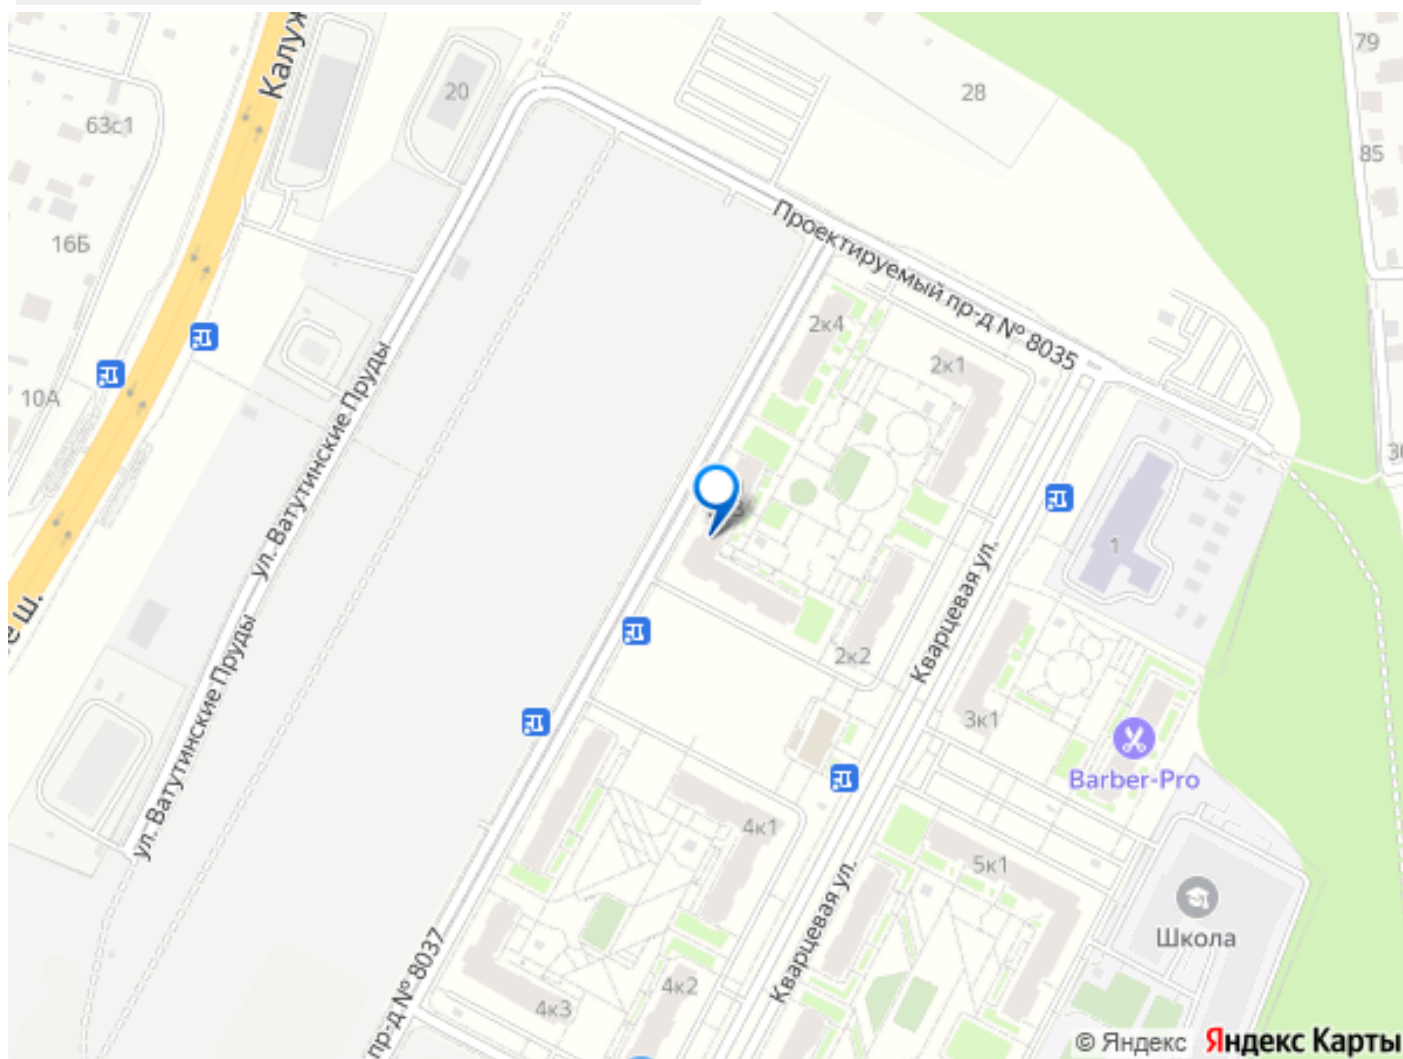 Калуж
79
20
28
63с1
85
Проектируемый пр-д № 8035
16Б
2к4
2к1
10А
ул. Ватутинские Пруды
1
Кварцевая ул.
е ш.
ул. Ватутинские Пруды
2к2
3к1
Barber-Pro
4к1
5к1
Кварцевая ул.
Школа
пр-д № 8037
4к2
4к3
© Яндекс Яндекс Карты